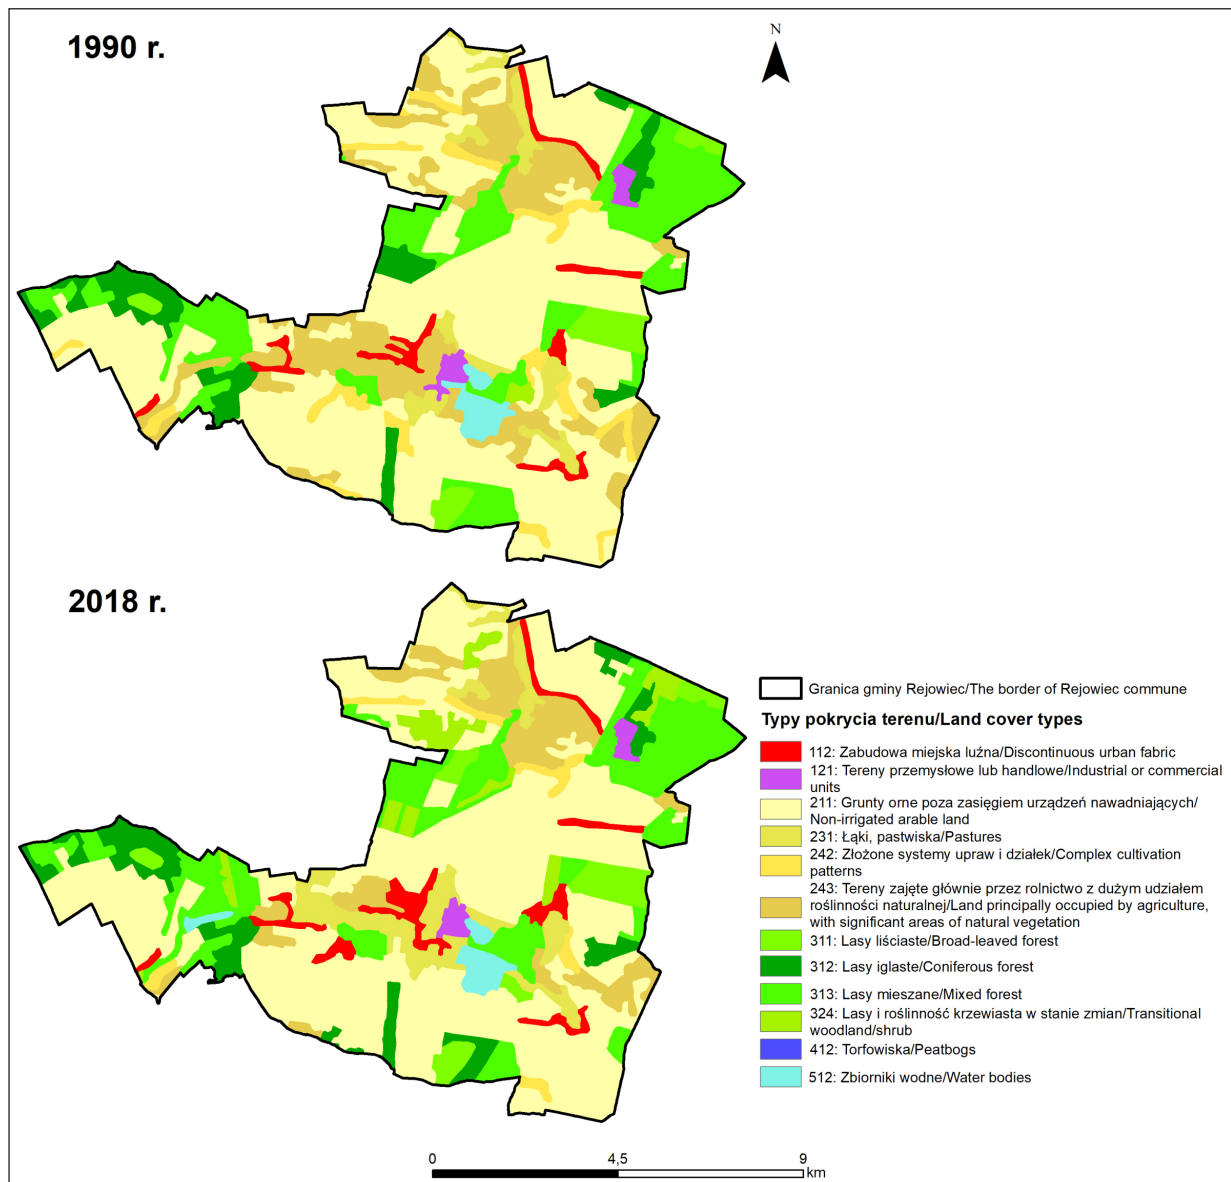 1990 r.
N
2018 r.
Granica gminy Rejowiec/The border of Rejowiec commune
Typy pokrycia terenu/Land cover types
112: Zabudowa miejska luźna/Discontinuous urban fabric
121: Tereny przemysłowe lub handlowe/Industrial or commercial
units
211: Grunty orne poza zasięgiem urządzeń nawadniających/
Non-irrigated arable land
231: Łąki, pastwiska/Pastures
242: Złożone systemy upraw i działek/Complex cultivation
patterns
243: Tereny zajęte głównie przez rolnictwo z dużym udziałem
roślinności naturalnej/Land principally occupied by agriculture,
with significant areas of natural vegetation
311: Lasy liściaste/Broad-leaved forest
312: Lasy iglaste/Coniferous forest
313: Lasy mieszane/Mixed forest
324: Lasy i roślinność krzewiasta w stanie zmian/Transitional
woodland/shrub
412: Torfowiska/Peatbogs
512: Zbiorniki wodne/Water bodies
0 4,5 9
km